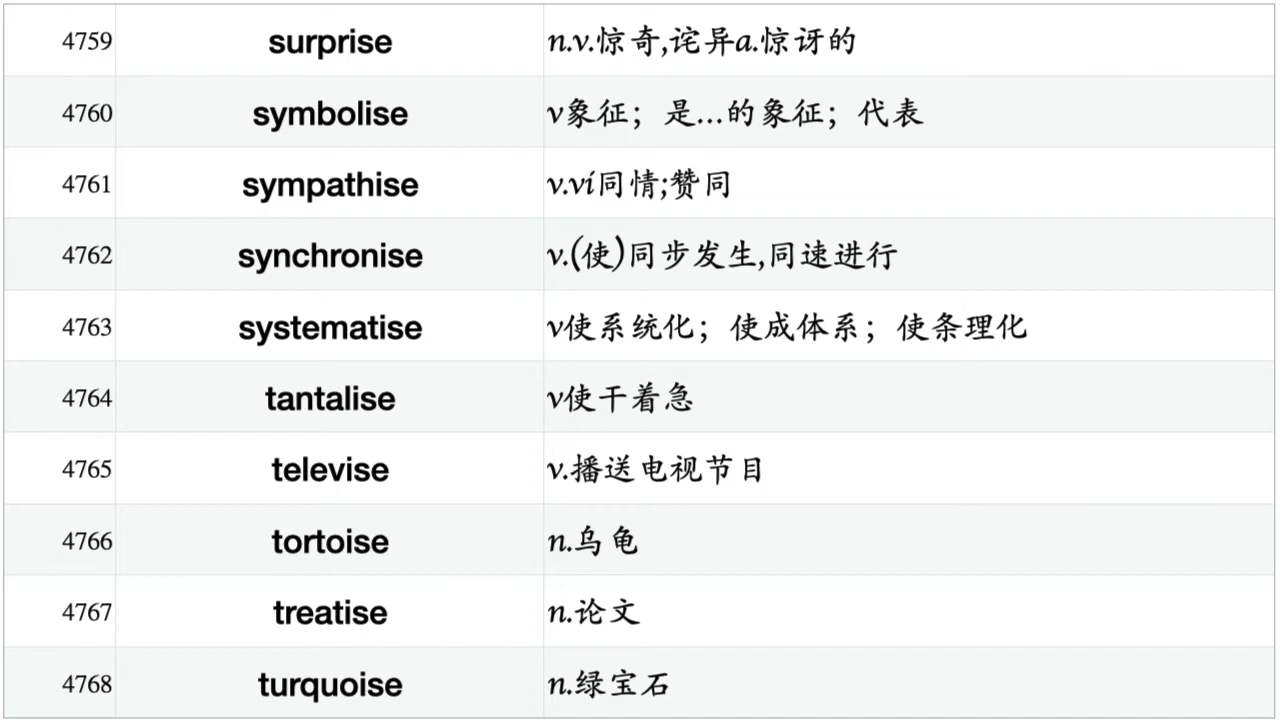 4759 surprise n.v.惊奇,诧异a.惊讶的
4760 symbolise v象征；是...的象征；代表
4761 sympathise v.ví同情;赞同
4762 synchronise v.(使)同步发生,同速进行
4763 systematise v使系统化；使成体系；使条理化
4764 tantalise v使干着急
4765 televise v.播送电视节目
4766 tortoise n.乌龟
4767 treatise n.论文
4768 turquoise n.绿宝石